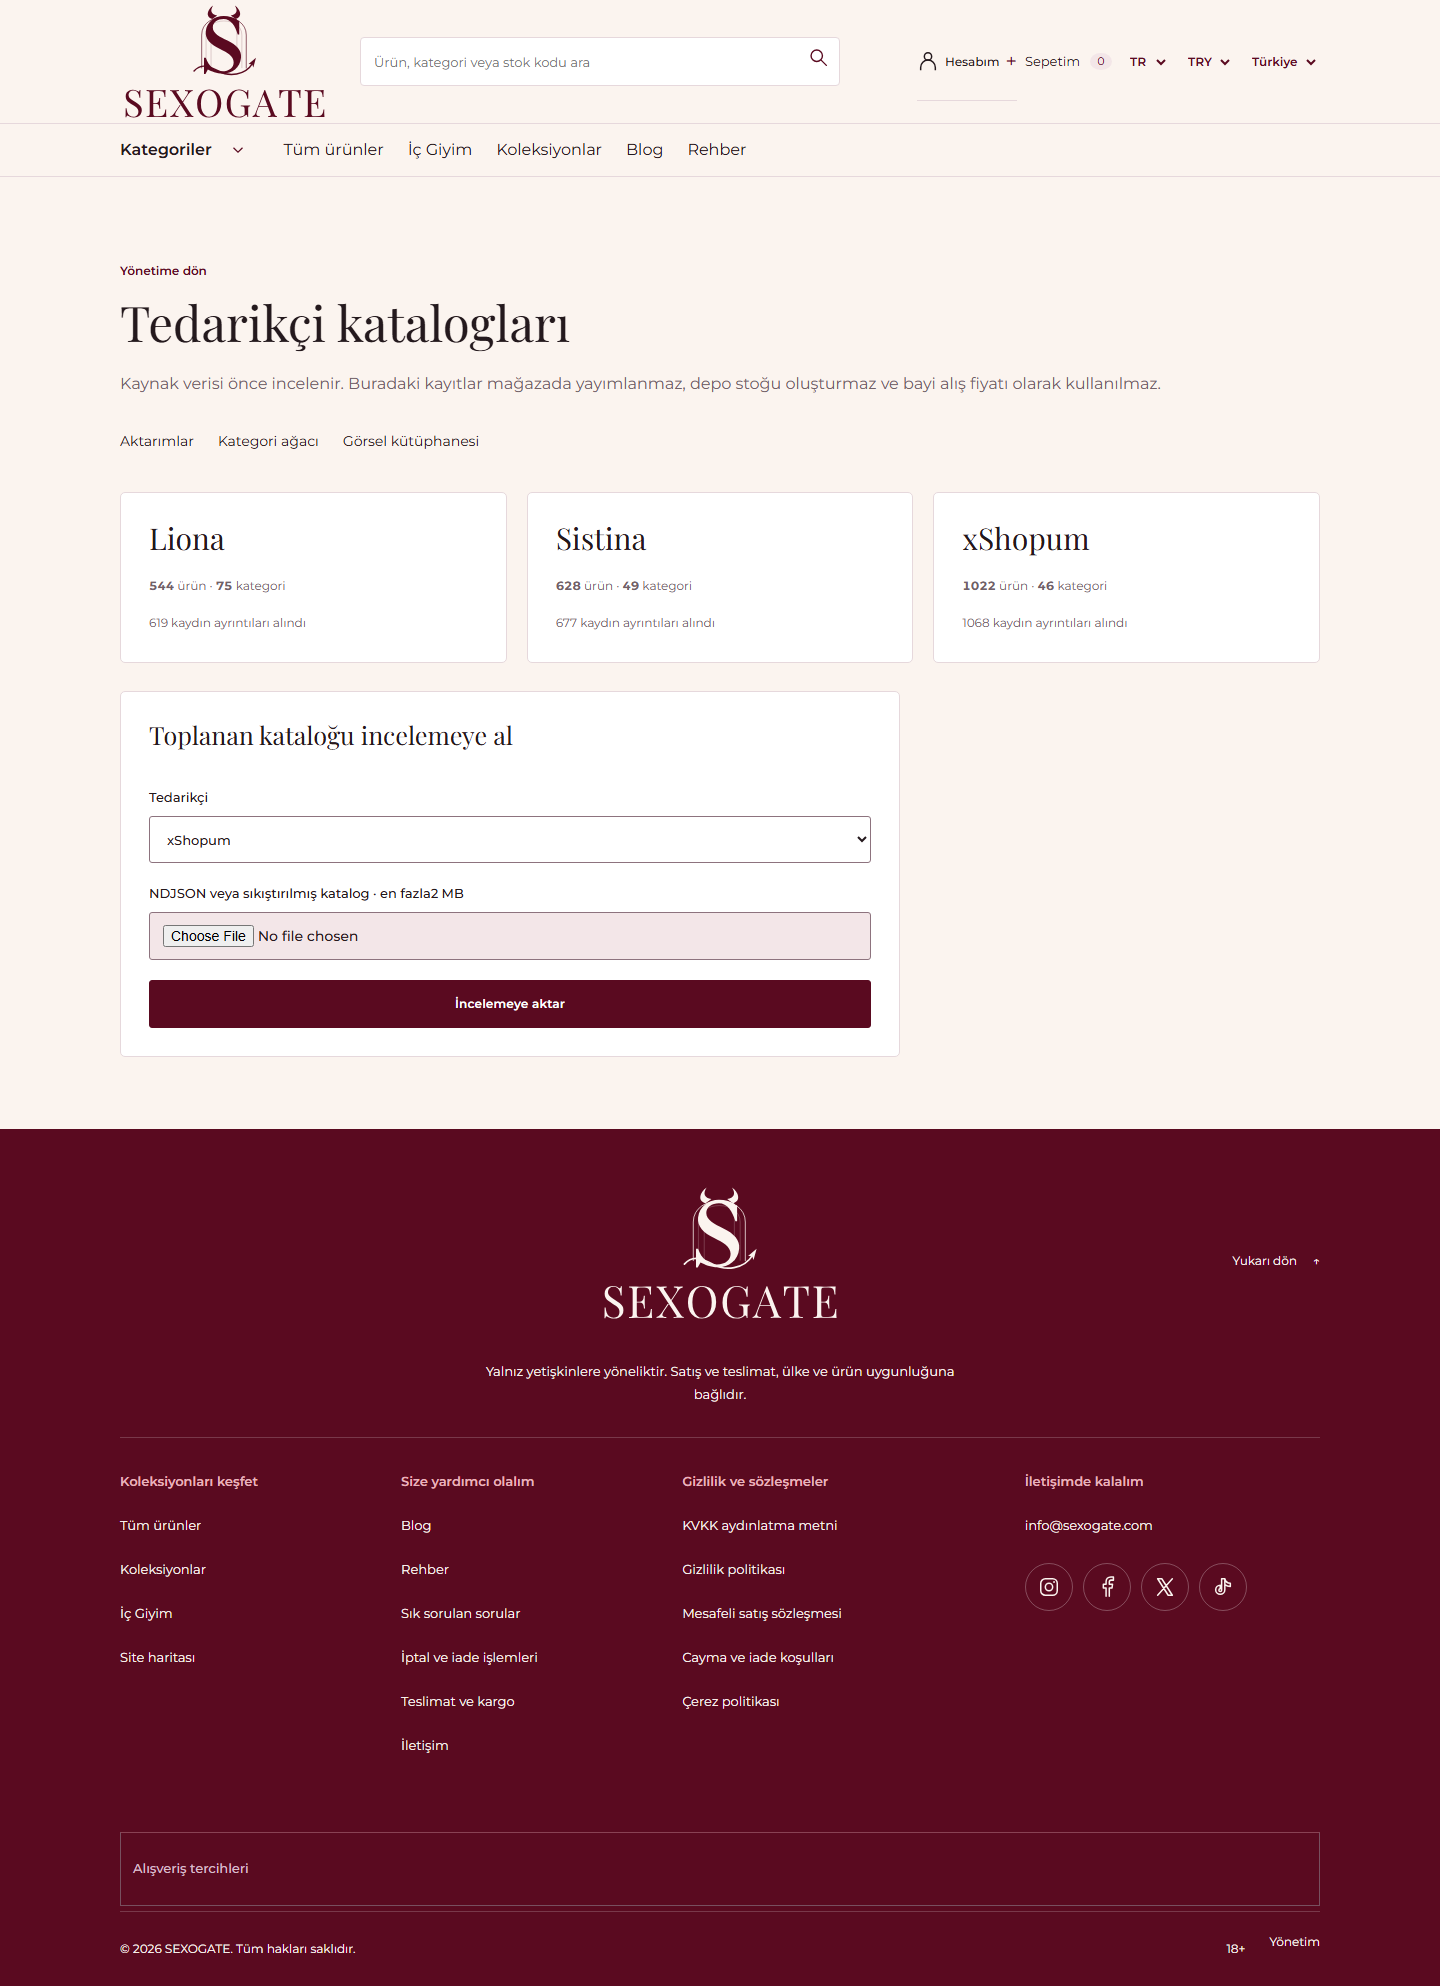 S
SEXOGATE
Ürün, kategori veya stok kodu ara
Hesabım + Sepetim 0 TR TRY Türkiye
Kategoriler Tüm ürünler İç Giyim Koleksiyonlar Blog Rehber
Yönetime dön
Tedarikçi katalogları
Kaynak verisi önce incelenir. Buradaki kayıtlar mağazada yayımlanmaz, depo stoğu oluşturmaz ve bayi alış fiyatı olarak kullanılmaz.
Aktarımlar Kategori ağacı Görsel kütüphanesi
Liona
544 ürün · 75 kategori
619 kaydın ayrıntıları alındı
Sistina
628 ürün · 49 kategori
677 kaydın ayrıntıları alındı
xShopum
1022 ürün · 46 kategori
1068 kaydın ayrıntıları alındı
Toplanan kataloğu incelemeye al
Tedarikçi
xShopum
NDJSON veya sıkıştırılmış katalog · en fazla2 MB
Choose File No file chosen
İncelemeye aktar
S
SEXOGATE
Yukarı dön ↑
Yalnız yetişkinlere yöneliktir. Satış ve teslimat, ülke ve ürün uygunluğuna
bağlıdır.
Koleksiyonları keşfet
Tüm ürünler
Koleksiyonlar
İç Giyim
Site haritası
Size yardımcı olalım
Blog
Rehber
Sık sorulan sorular
İptal ve iade işlemleri
Teslimat ve kargo
İletişim
Gizlilik ve sözleşmeler
KVKK aydınlatma metni
Gizlilik politikası
Mesafeli satış sözleşmesi
Cayma ve iade koşulları
Çerez politikası
İletişimde kalalım
info@sexogate.com
Alışveriş tercihleri
© 2026 SEXOGATE. Tüm hakları saklıdır.
18+ Yönetim